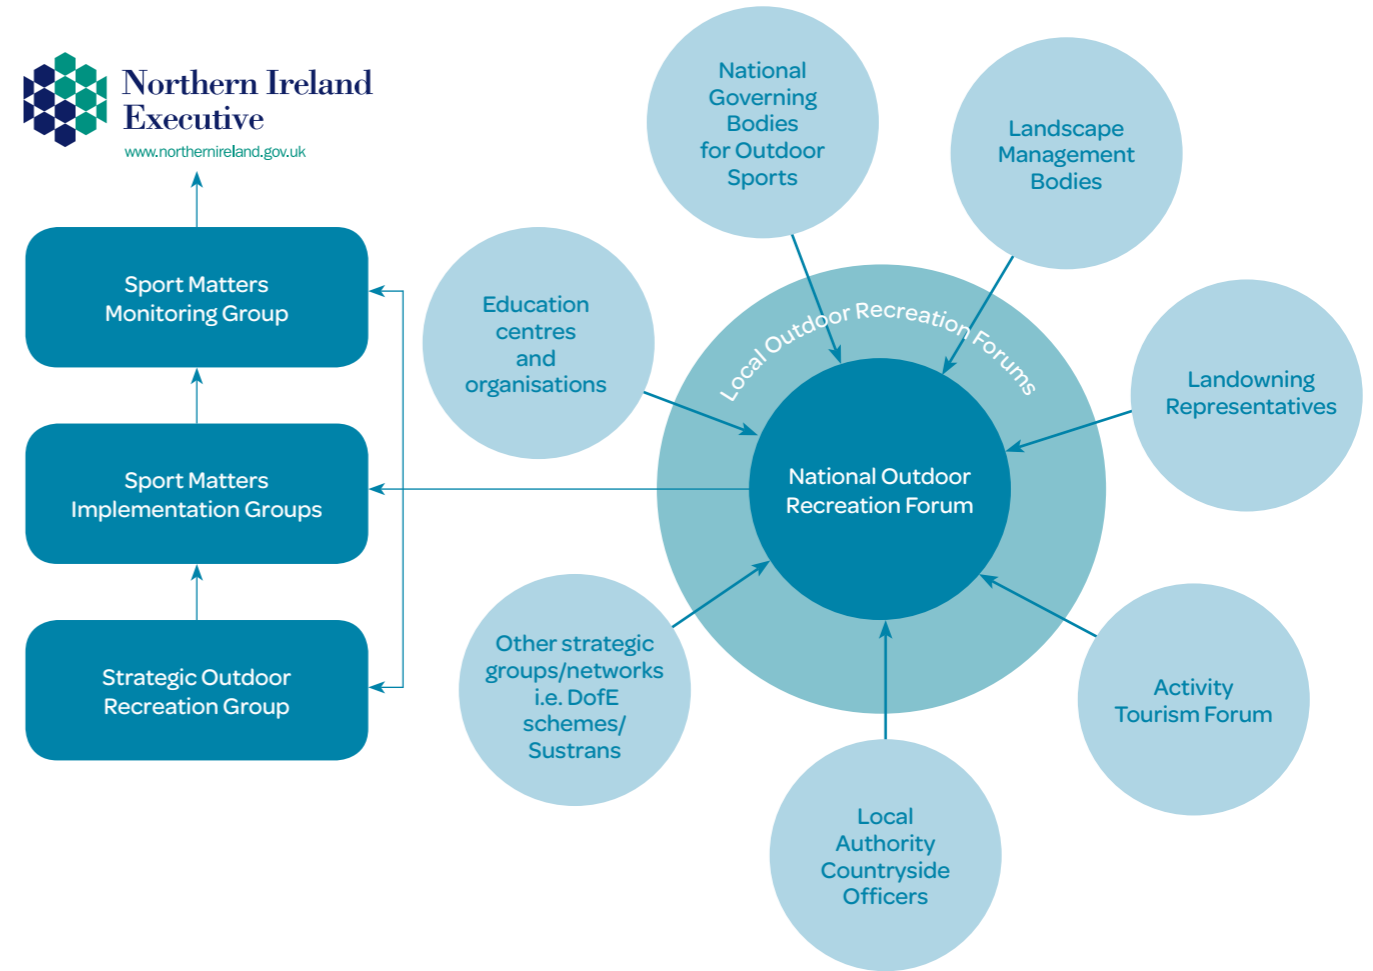 Northern Ireland
Executive
www.northernireland.gov.uk
Sport Matters
Monitoring Group
Sport Matters
Implementation Groups
Strategic Outdoor
Recreation Group
National
Governing
Bodies
for Outdoor
Sports
Landscape
Management
Bodies
Education
centres
and
organisations
Local Outdoor Recreation Forums
Landowning
Representatives
National Outdoor
Recreation Forum
Other strategic
groups/networks
i.e. DofE
schemes/
Sustrans
Activity
Tourism Forum
Local
Authority
Countryside
Officers